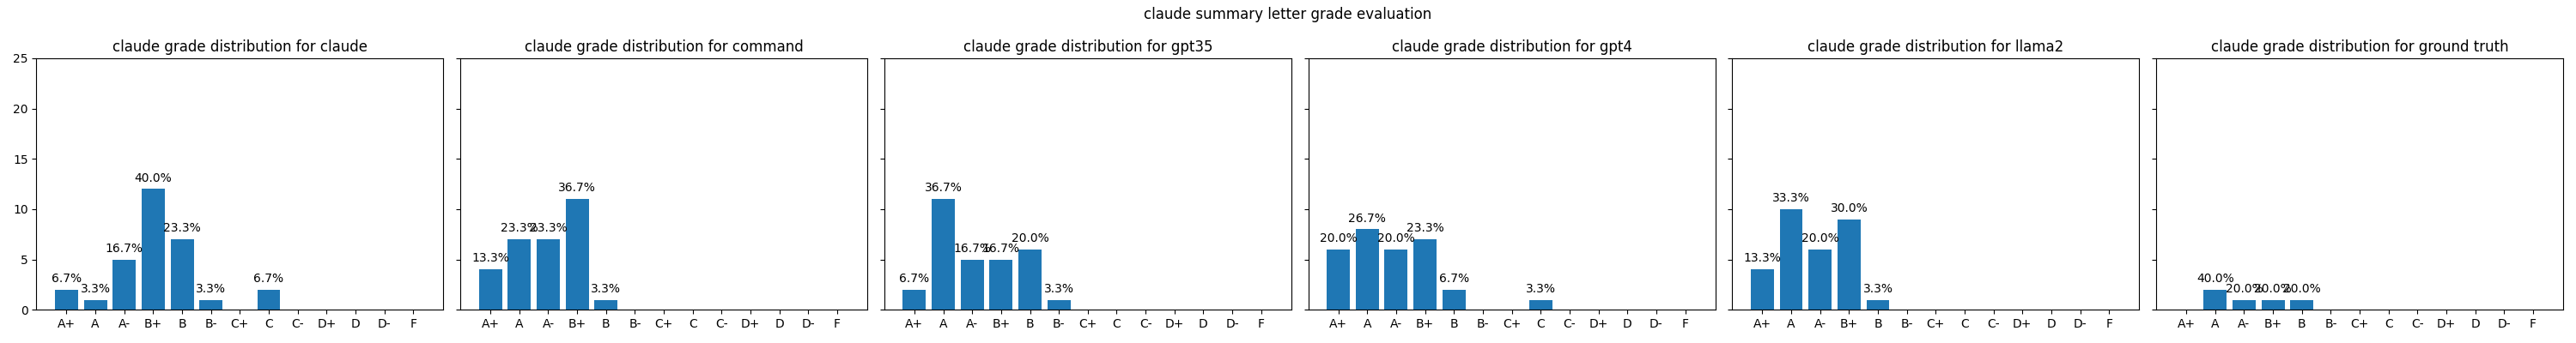 claude summary letter grade evaluation
claude grade distribution for claude
25
20
15
10
5
0
40.0%
23.3%
16.7%
6.7%
3.3%
3.3%
6.7%
A+ A A- B+ B B- C+ C C- D+ D D- F
claude grade distribution for command
36.7%
23.3% 23.3%
13.3%
3.3%
A+ A A- B+ B B- C+ C C- D+ D D- F
claude grade distribution for gpt35
36.7%
20.0%
16.7% 16.7%
6.7%
3.3%
A+ A A- B+ B B- C+ C C- D+ D D- F
claude grade distribution for gpt4
26.7%
20.0% 20.0% 23.3%
6.7%
3.3%
A+ A A- B+ B B- C+ C C- D+ D D- F
claude grade distribution for llama2
33.3%
30.0%
20.0%
13.3%
3.3%
A+ A A- B+ B B- C+ C C- D+ D D- F
claude grade distribution for ground truth
40.0%
20.0% 20.0% 20.0%
A+ A A- B+ B B- C+ C C- D+ D D- F